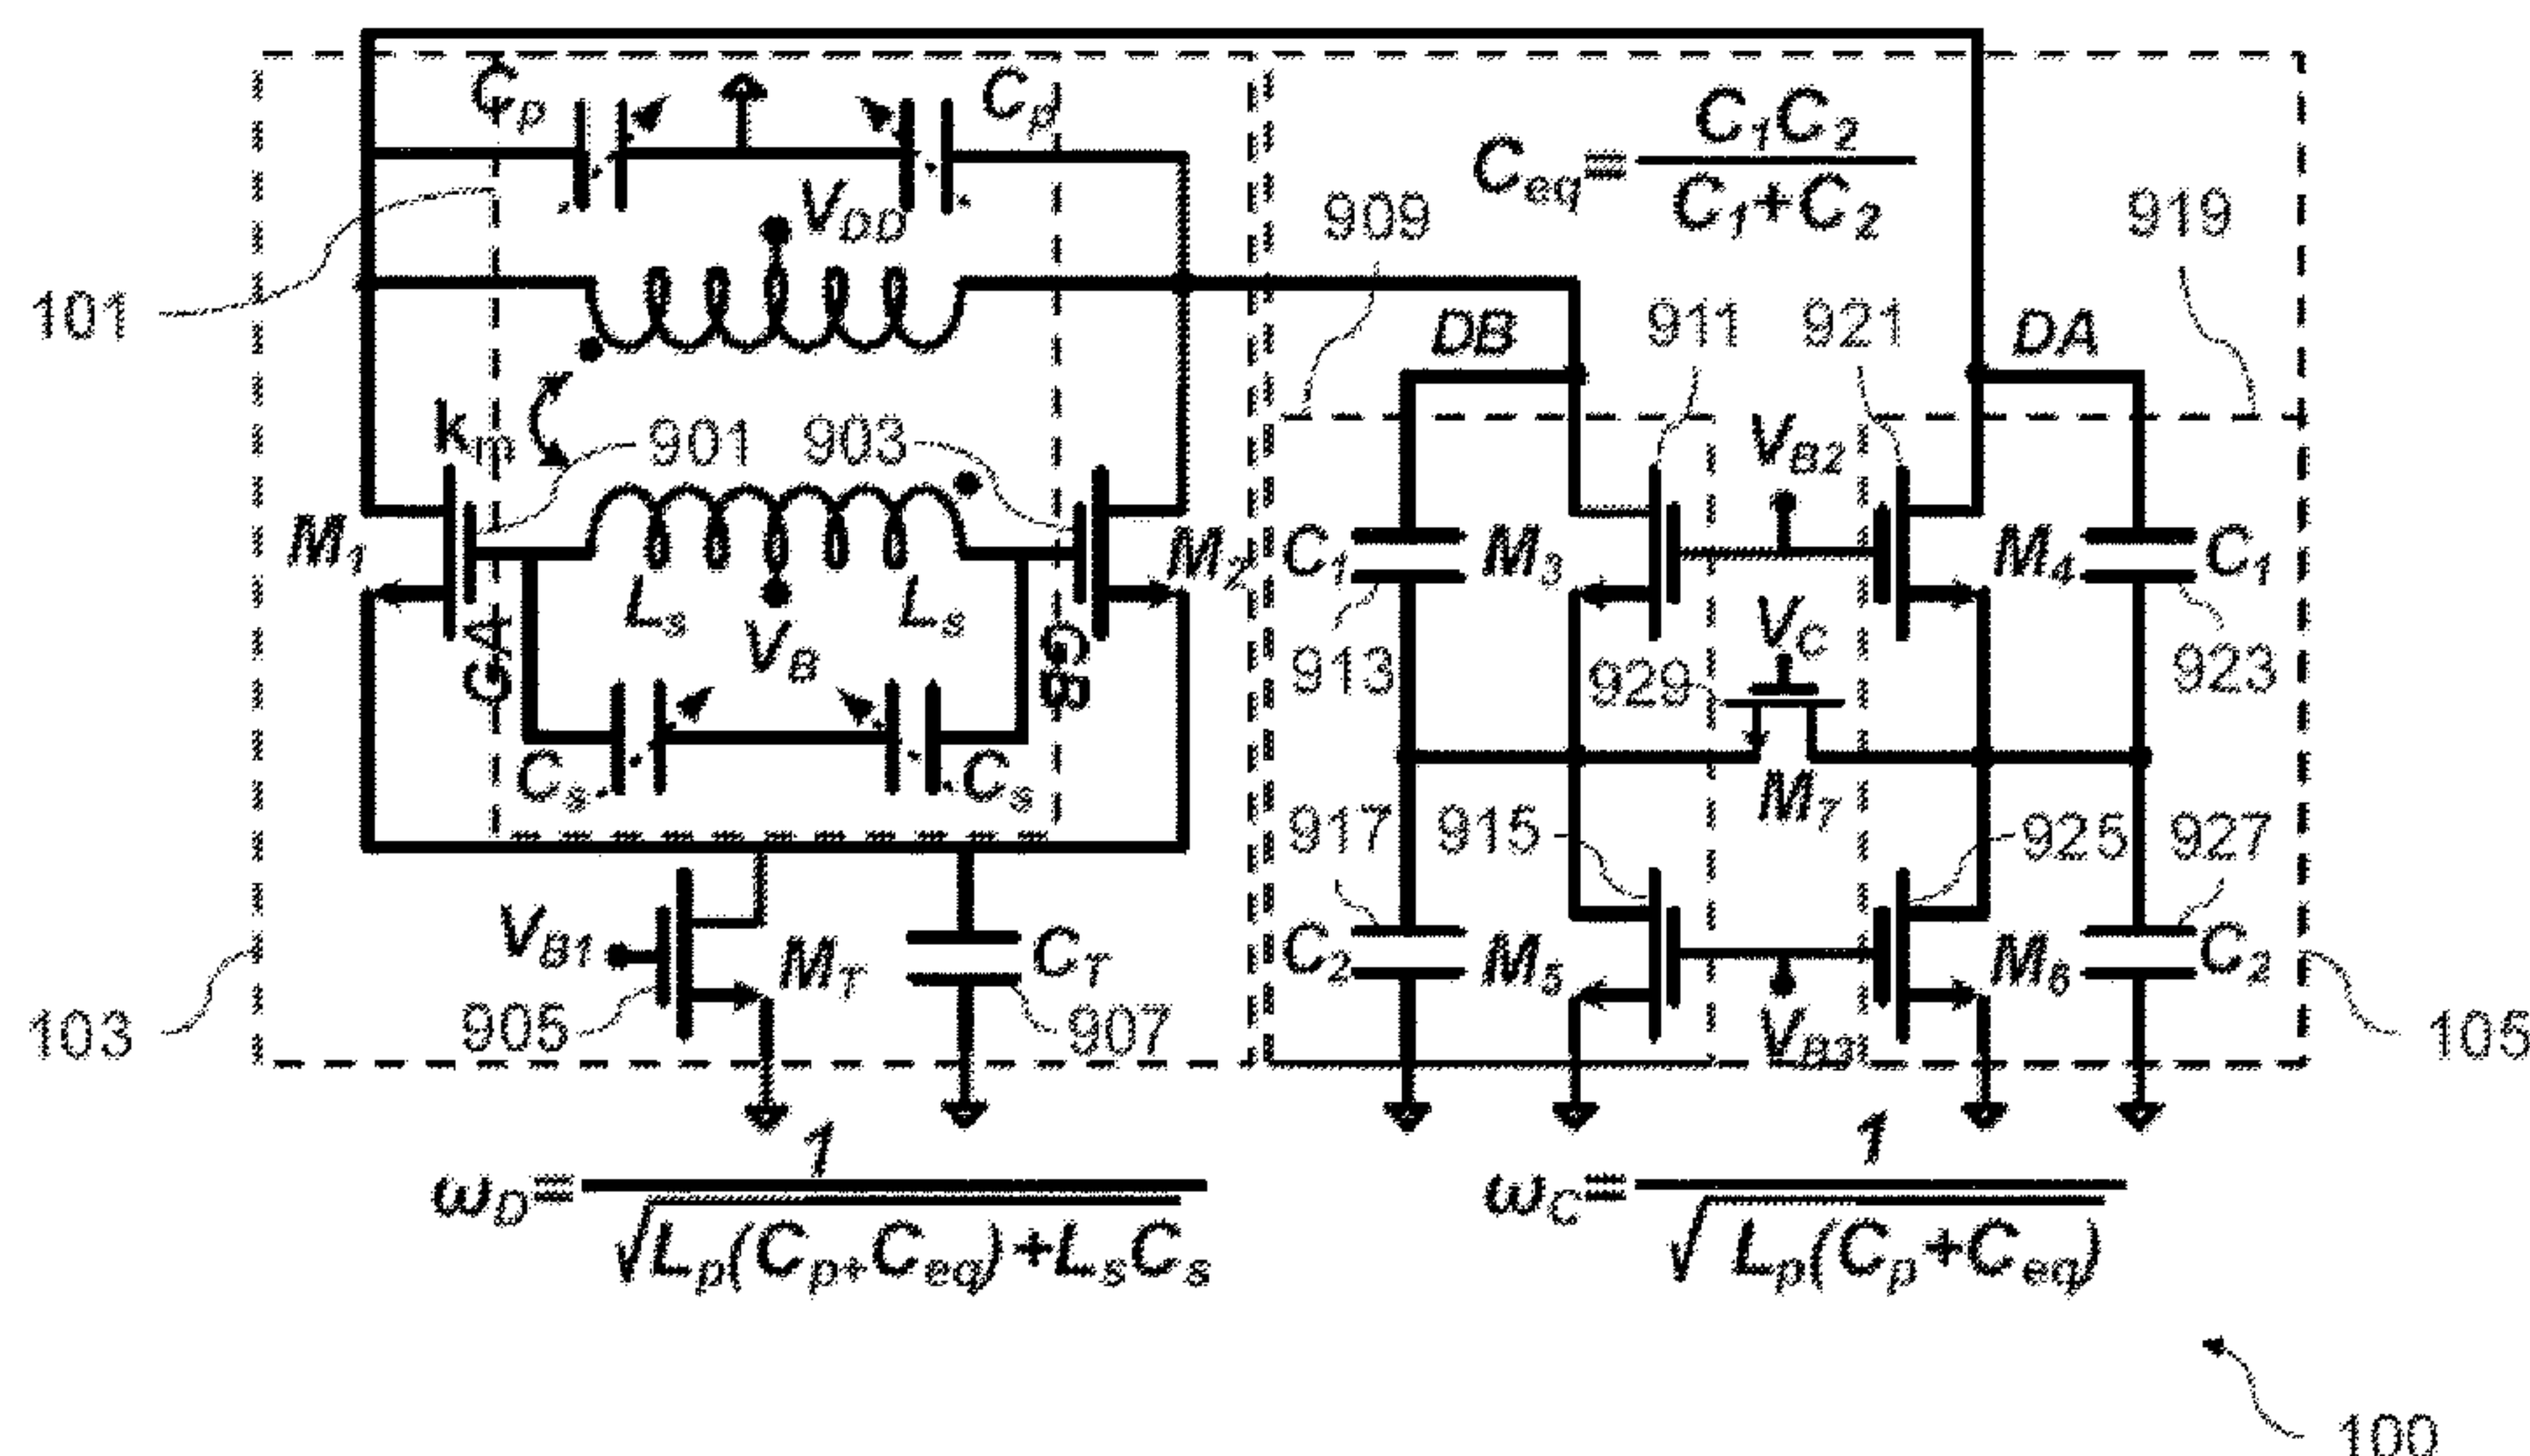 Cp Cp
Ceq≡ C1C2 / C1+C2
VDD
909
919
101
DB
911
921
DA
km
901
903
VB2
M1
M2
C1
M3
M4
C1
Ls
Ls
VB
GA
GB
VC
913
929
923
Cs
Cs
M7
917
915
925
927
VB1
MT
CT
C2
M5
M6
C2
103
905
907
VB3
105
ωD≡ 1 / √Lp(Cp+Ceq)+LsCs
ωC≡ 1 / √Lp(Cp+Ceq)
100